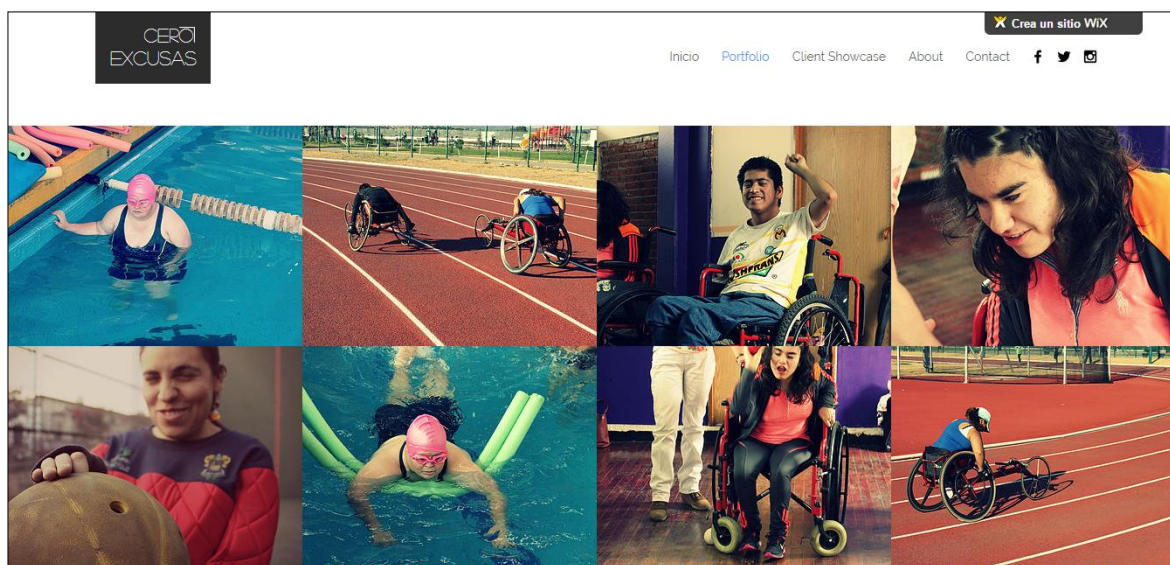 CERO
EXCUSAS
Crea un sitio WiX
Inicio Portfolio Client Showcase About Contact